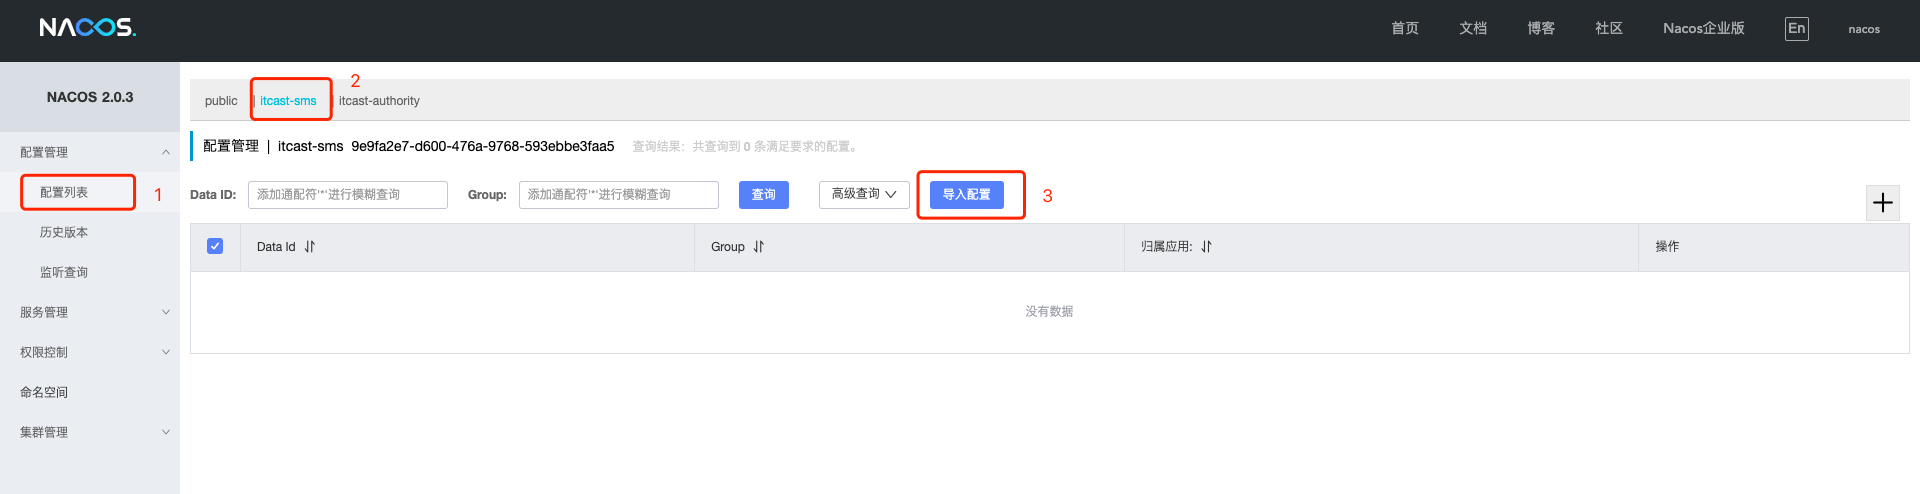 NACOS.
首页 文档 博客 社区 Nacos企业版 En nacos
NACOS 2.0.3
配置管理
配置列表 1
历史版本
监听查询
服务管理
权限控制
命名空间
集群管理
public | itcast-sms | itcast-authority 2
配置管理 | itcast-sms 9e9fa2e7-d600-476a-9768-593ebbe3faa5 查询结果：共查询到 0 条满足要求的配置。
Data ID: 添加通配符'*'进行模糊查询 Group: 添加通配符'*'进行模糊查询 查询 高级查询 导入配置 3
Data Id Group 归属应用: 操作
没有数据